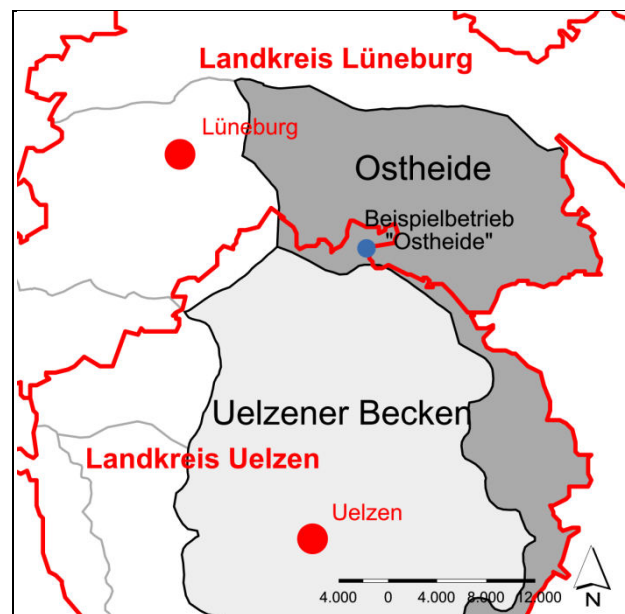 Landkreis Lüneburg
Lüneburg
Ostheide
Beispielbetrieb
"Ostheide"
Uelzener Becken
Landkreis Uelzen
Uelzen
4.000 0 4.000 8.000 12.000
N